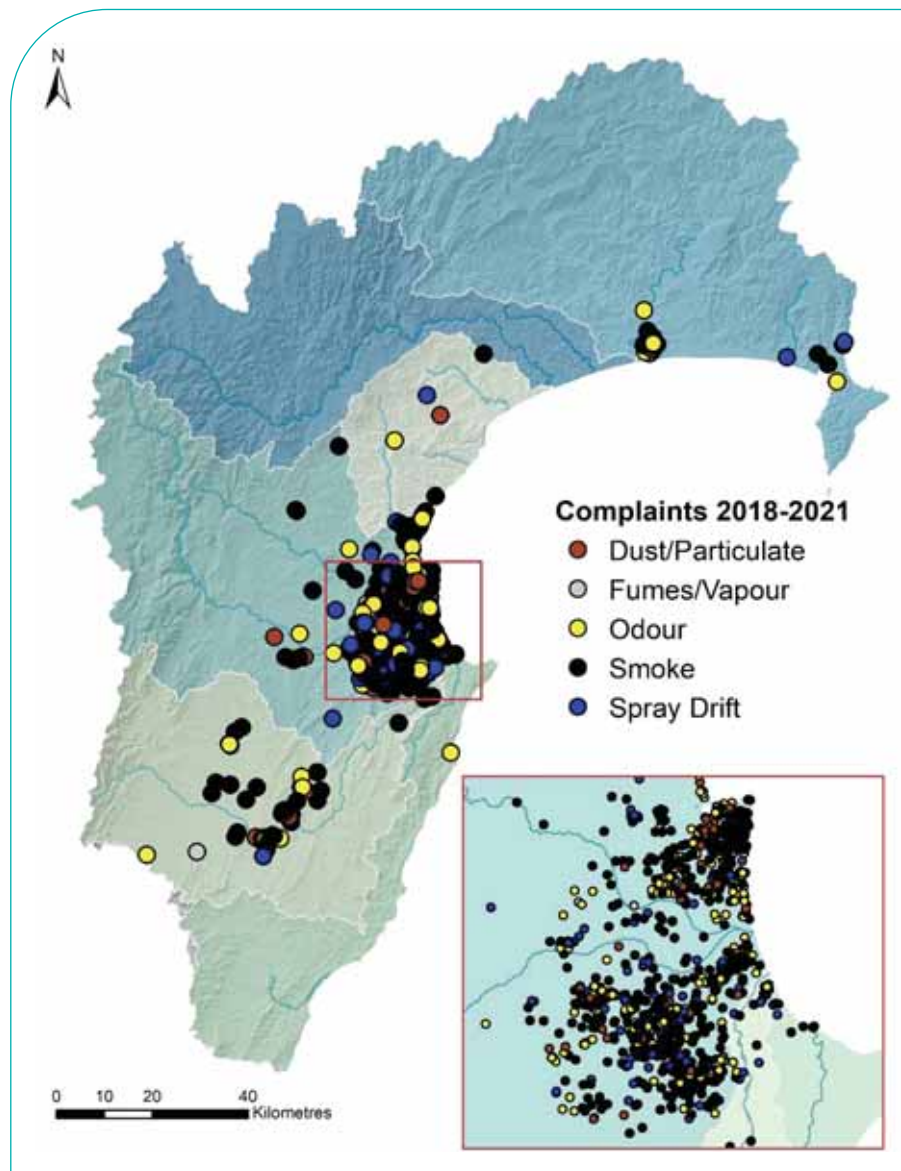 N
Complaints 2018-2021
Dust/Particulate
Fumes/Vapour
Odour
Smoke
Spray Drift
0 10 20 40
Kilometres